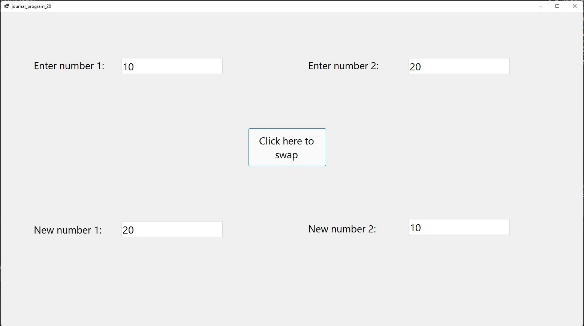 journal_program_20
Enter number 1: 10 Enter number 2: 20
Click here to
swap
New number 1: 20 New number 2: 10